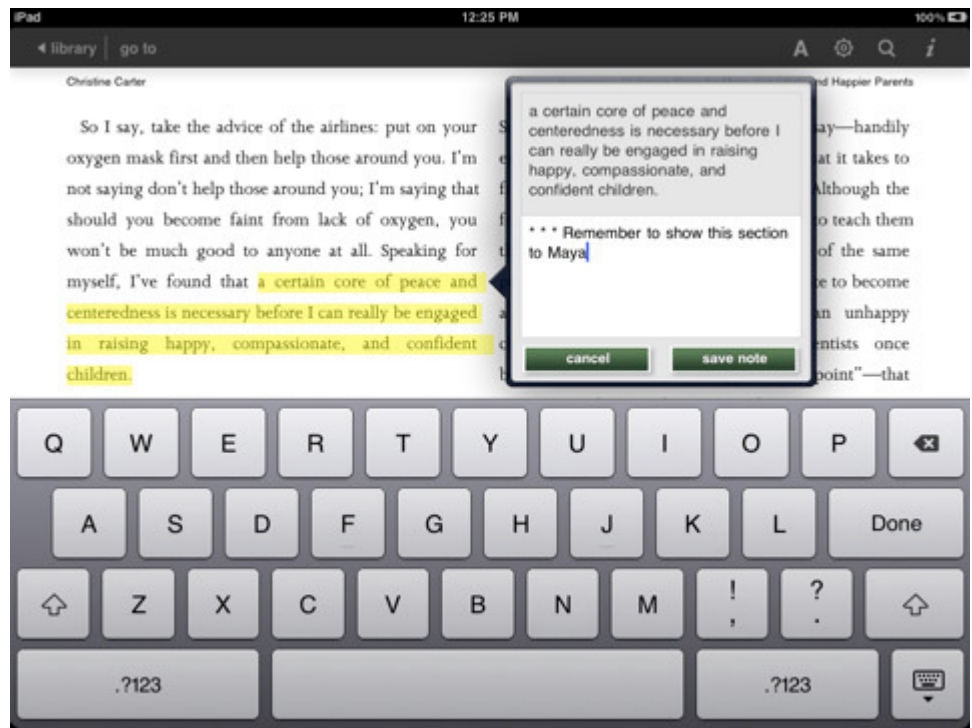 iPad 12:25 PM 100%
library go to A i
Christine Carter
nd Happier Parents
So I say, take the advice of the airlines: put on your
oxygen mask first and then help those around you. I'm
not saying don't help those around you; I'm saying that
should you become faint from lack of oxygen, you
won't be much good to anyone at all. Speaking for
myself, I've found that a certain core of peace and
centeredness is necessary before I can really be engaged
in raising happy, compassionate, and confident
children.
a certain core of peace and
centeredness is necessary before I
can really be engaged in raising
happy, compassionate, and
confident children.
* * * Remember to show this section
to Maya
cancel save note
ay—handily
at it takes to
Although the
to teach them
of the same
e to become
an unhappy
entists once
point"—that
Q W E R T Y U I O P
A S D F G H J K L Done
Z X C V B N M ! , ? .
.?123 .?123